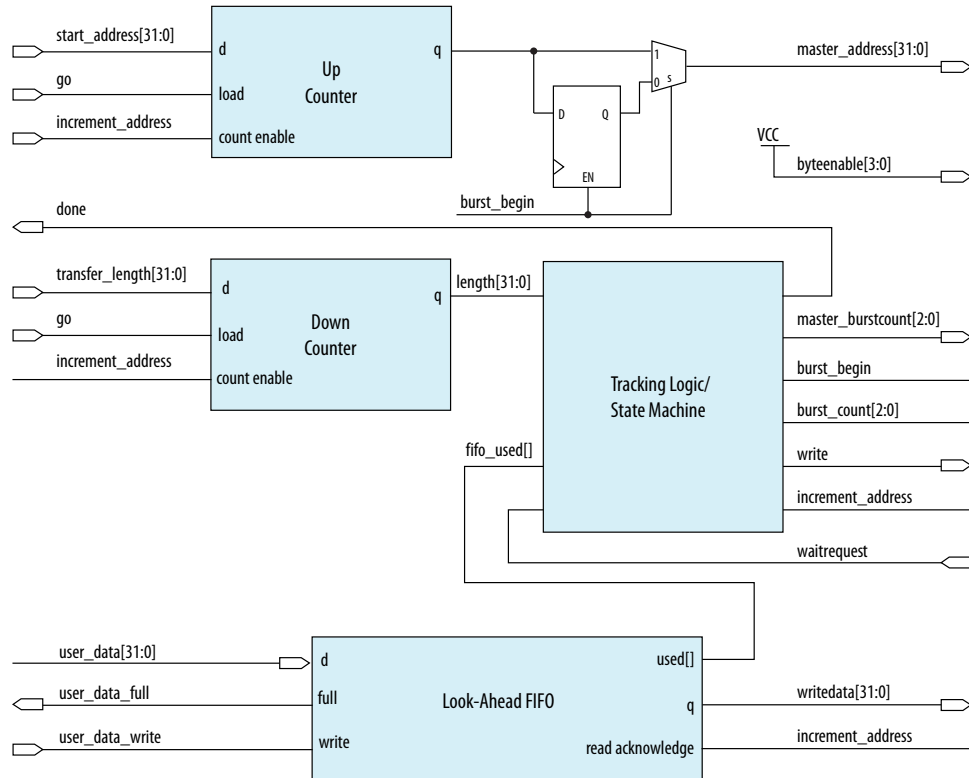 start_address[31:0]
d
q
go
load
Up
Counter
increment_address
count enable
1
0
s
master_address[31:0]
D
Q
EN
VCC
byteenable[3:0]
burst_begin
done
transfer_length[31:0]
d
q
length[31:0]
go
load
Down
Counter
increment_address
count enable
Tracking Logic/
State Machine
master_burstcount[2:0]
burst_begin
burst_count[2:0]
fifo_used[]
write
increment_address
waitrequest
user_data[31:0]
d
used[]
user_data_full
full
Look-Ahead FIFO
q
writedata[31:0]
user_data_write
write
read acknowledge
increment_address